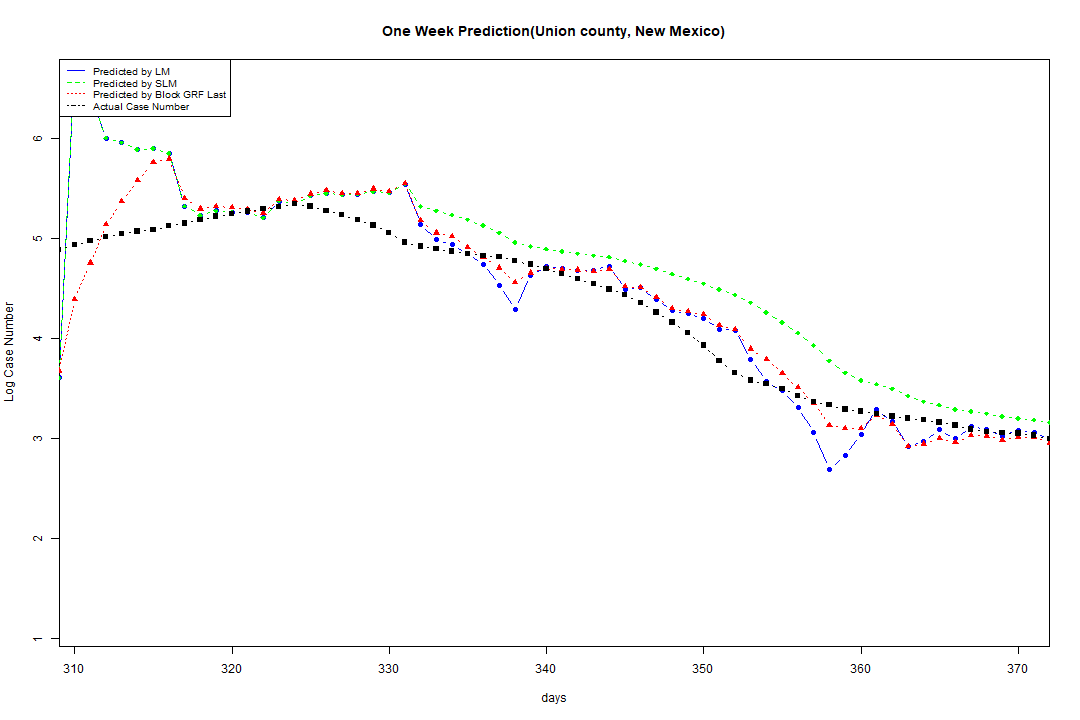 One Week Prediction(Union county, New Mexico)
Predicted by LM
Predicted by SLM
Predicted by Block GRF Last
Actual Case Number
6
5
4
3
2
1
Log Case Number
310 320 330 340 350 360 370
days